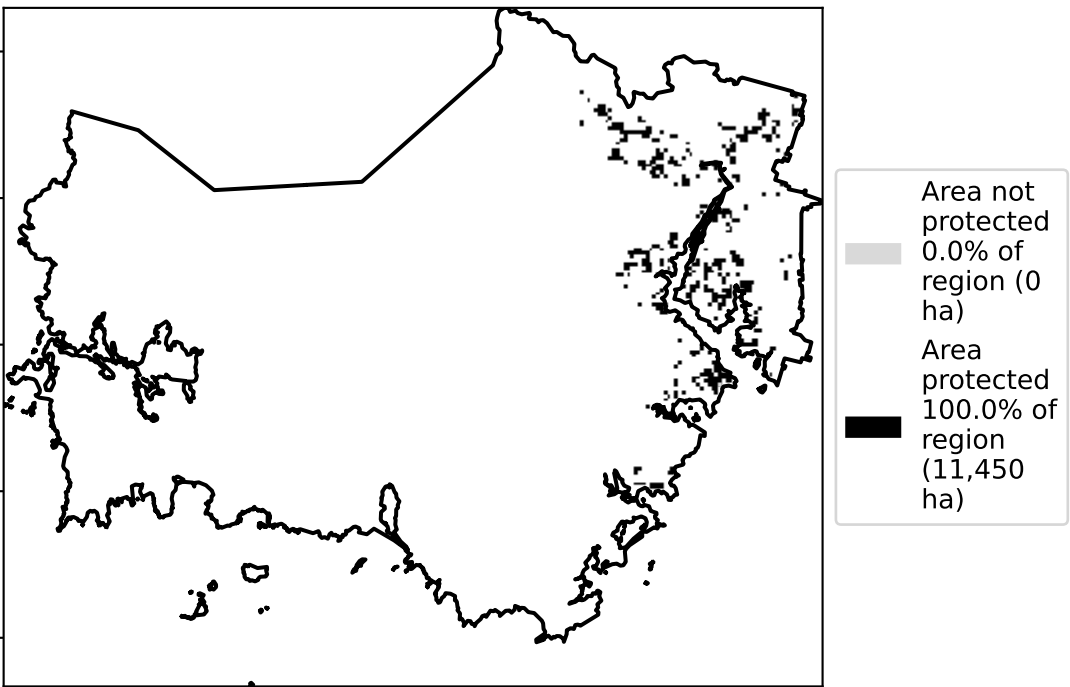 Area not
protected
0.0% of
region (0
ha)
Area
protected
100.0% of
region
(11,450
ha)